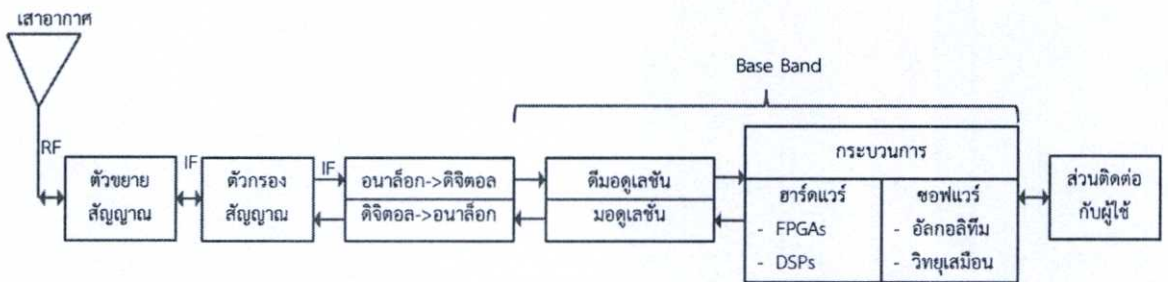 เสาอากาศ
Base Band
RF
ตัวขยาย
สัญญาณ
IF
ตัวกรอง
สัญญาณ
IF
อนาล็อก->ดิจิตอล
ดิจิตอล->อนาล็อก
ดีมอดูเลชัน
มอดูเลชั่น
กระบวนการ
ฮาร์ดแวร์
- FPGAs
- DSPs
ซอฟแวร์
- อัลกอลิทึม
- วิทยุเสมือน
ส่วนติดต่อ
กับผู้ใช้